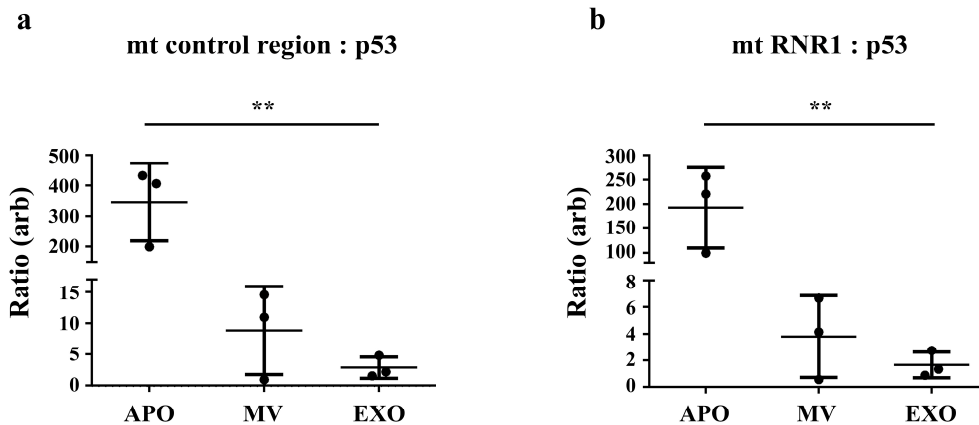 a
mt control region : p53
**
Ratio (arb)
500
400
300
200
15
10
5
0
APO MV EXO
b
mt RNR1 : p53
**
Ratio (arb)
300
250
200
150
100
8
6
4
2
0
APO MV EXO